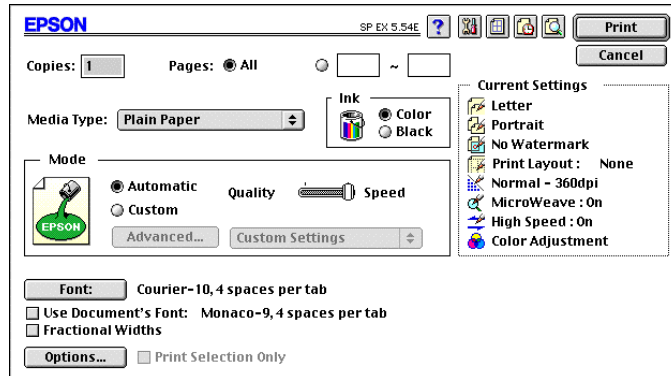 EPSON SP EX 5.54E ? Print
Cancel
Copies: 1 Pages: All ~
Media Type: Plain Paper
Ink
Color
Black
Mode
EPSON
Automatic
Custom
Quality Speed
Advanced... Custom Settings
Current Settings
Letter
Portrait
No Watermark
Print Layout : None
Normal - 360dpi
MicroWeave : On
High Speed : On
Color Adjustment
Font: Courier-10, 4 spaces per tab
Use Document's Font: Monaco-9, 4 spaces per tab
Fractional Widths
Options... Print Selection Only